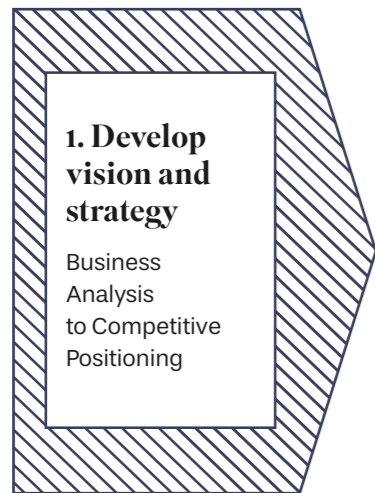 1. Develop
vision and
strategy
Business
Analysis
to Competitive
Positioning